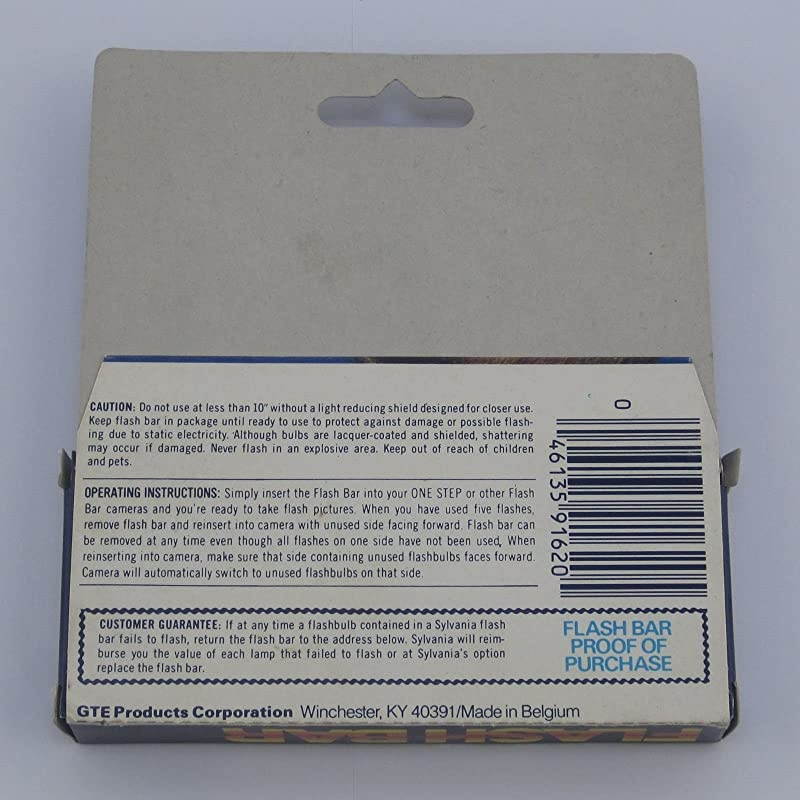 CAUTION: Do not use at less than 10" without a light reducing shield designed for closer use.
Keep flash bar in package until ready to use to protect against damage or possible flash-
ing due to static electricity. Although bulbs are lacquer-coated and shielded, shattering
may occur if damaged. Never flash in an explosive area. Keep out of reach of children
and pets.
OPERATING INSTRUCTIONS: Simply insert the Flash Bar into your ONE STEP or other Flash
Bar cameras and you're ready to take flash pictures. When you have used five flashes,
remove flash bar and reinsert into camera with unused side facing forward. Flash bar can
be removed at any time even though all flashes on one side have not been used. When
reinserting into camera, make sure that side containing unused flashbulbs faces forward.
Camera will automatically switch to unused flashbulbs on that side.
0
46135 91620
CUSTOMER GUARANTEE: If at any time a flashbulb contained in a Sylvania flash
bar fails to flash, return the flash bar to the address below. Sylvania will reim-
burse you the value of each lamp that failed to flash or at Sylvania's option
replace the flash bar.
FLASH BAR
PROOF OF
PURCHASE
GTE Products Corporation Winchester, KY 40391/Made in Belgium
FLASH BAR